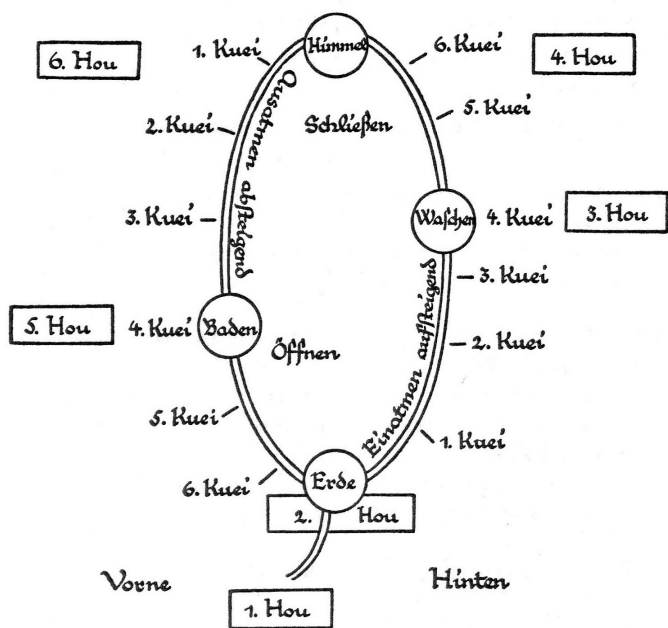 1. Kuei
Himmel
6. Kuei
6. Hou
4. Hou
5. Kuei
Schließen
2. Kuei
Ausatmen absteigend
3. Kuei
Waschen
4. Kuei
3. Hou
3. Kuei
5. Hou
4. Kuei
Baden
Öffnen
2. Kuei
Einatmen aufsteigend
5. Kuei
1. Kuei
6. Kuei
Erde
2. Hou
Vorne
Hinten
1. Hou